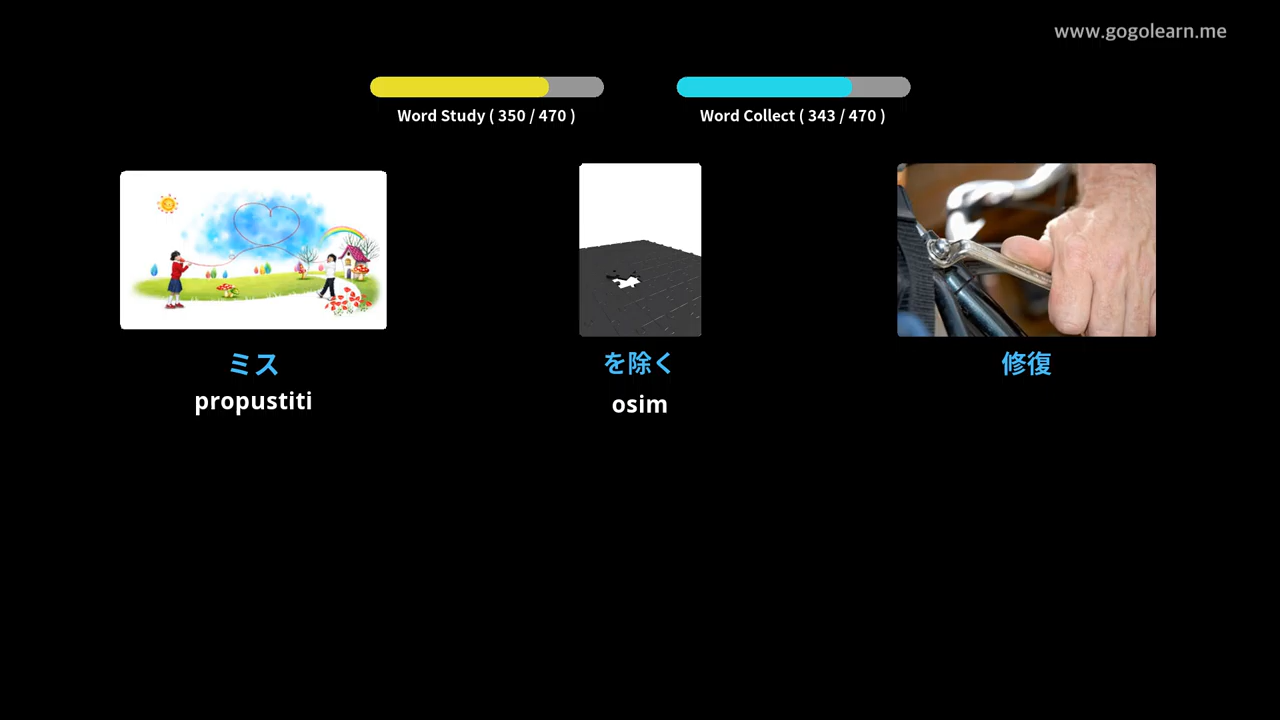 www.gogolearn.me
Word Study ( 350 / 470 )
Word Collect ( 343 / 470 )
ミス
propustiti
を除く
osim
修復